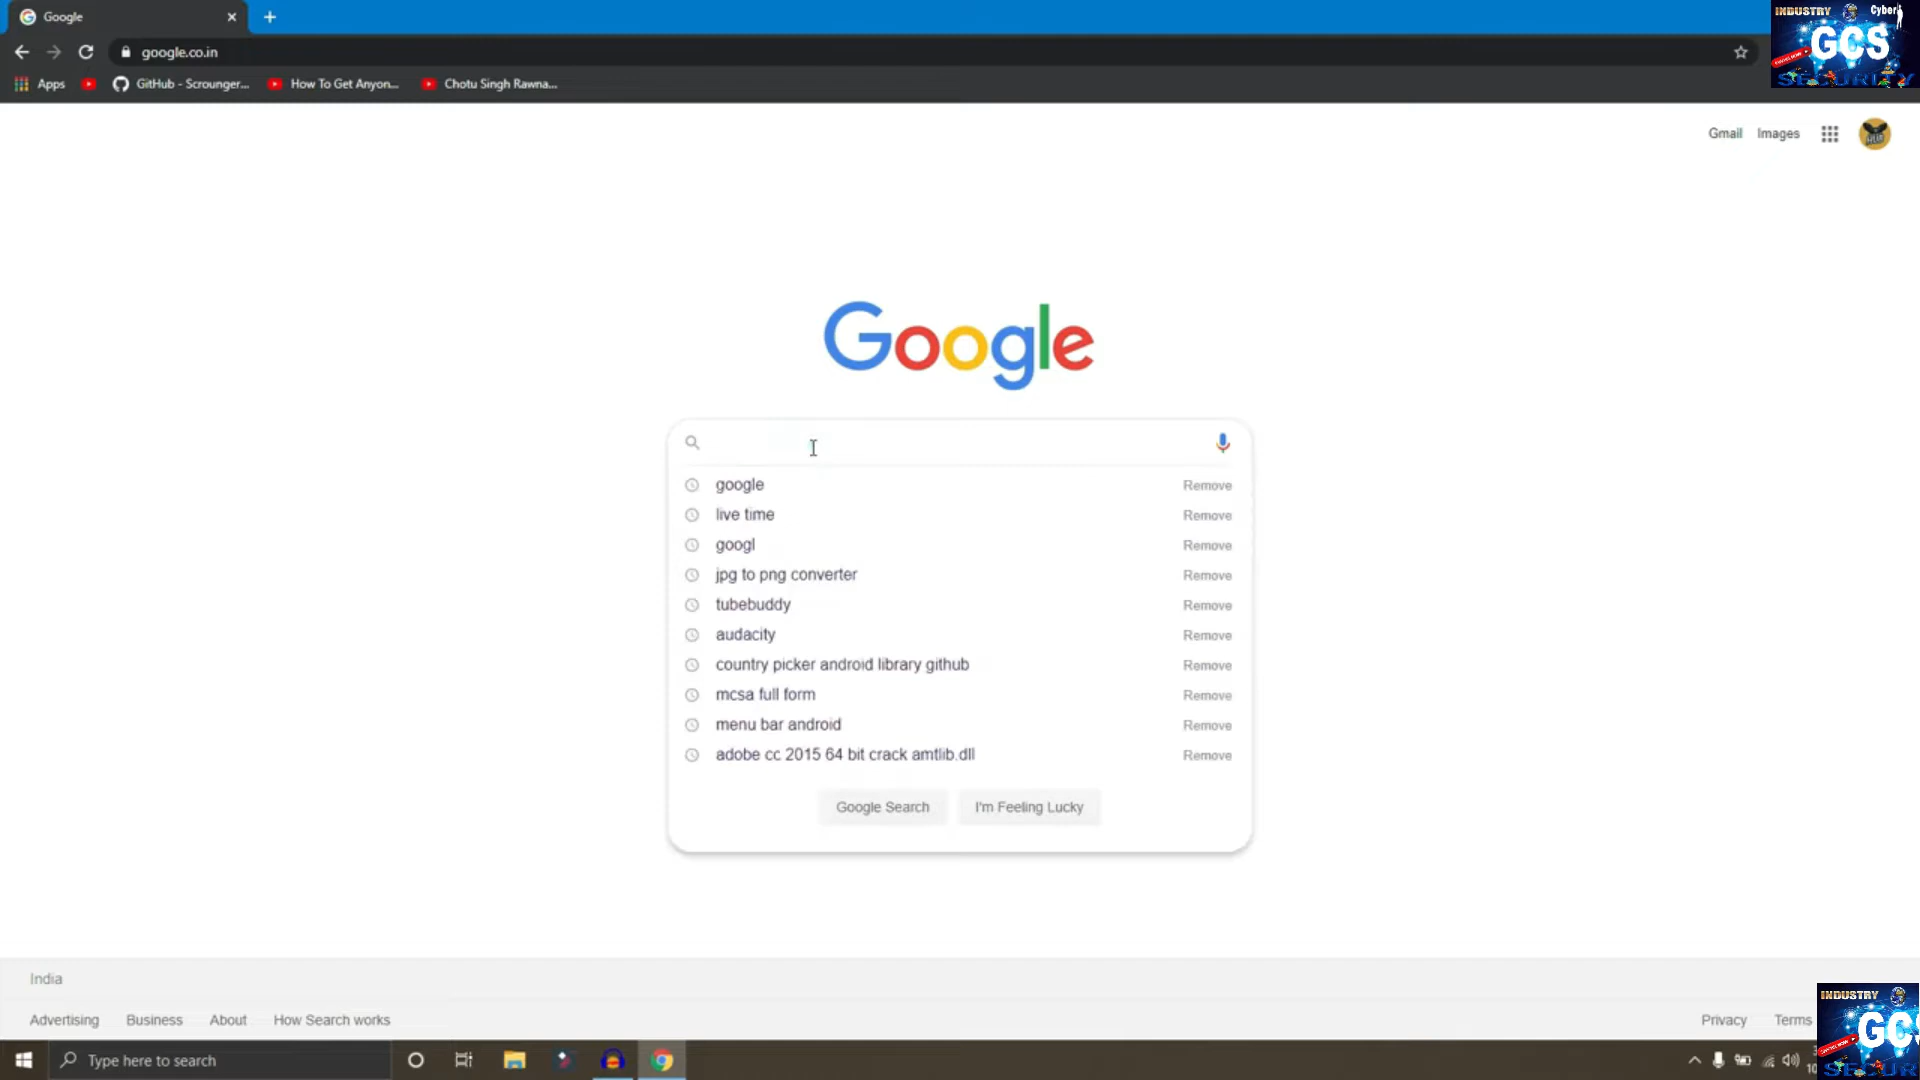 Google
INDUSTRY Cyber
GCS
SECURITY
google.co.in
Apps
GitHub - Scrounger...
How To Get Anyon...
Chotu Singh Rawna...
Gmail
Images
Google
google Remove
live time Remove
googl Remove
jpg to png converter Remove
tubebuddy Remove
audacity Remove
country picker android library github Remove
mcsa full form Remove
menu bar android Remove
adobe cc 2015 64 bit crack amtlib.dll Remove
Google Search
I'm Feeling Lucky
India
Advertising Business About How Search works
Privacy Terms
INDUSTRY
GCS
SECUR
Type here to search